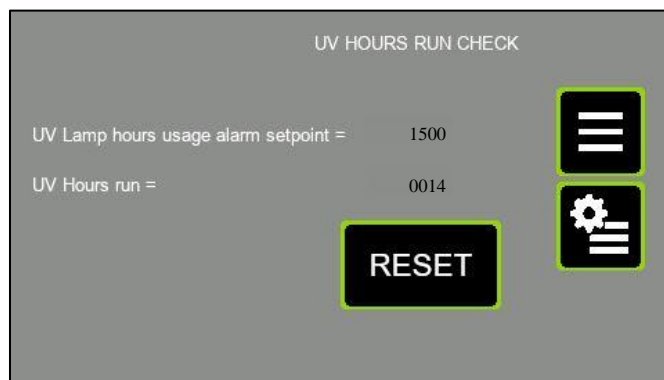 UV HOURS RUN CHECK
UV Lamp hours usage alarm setpoint = 1500
UV Hours run = 0014
RESET